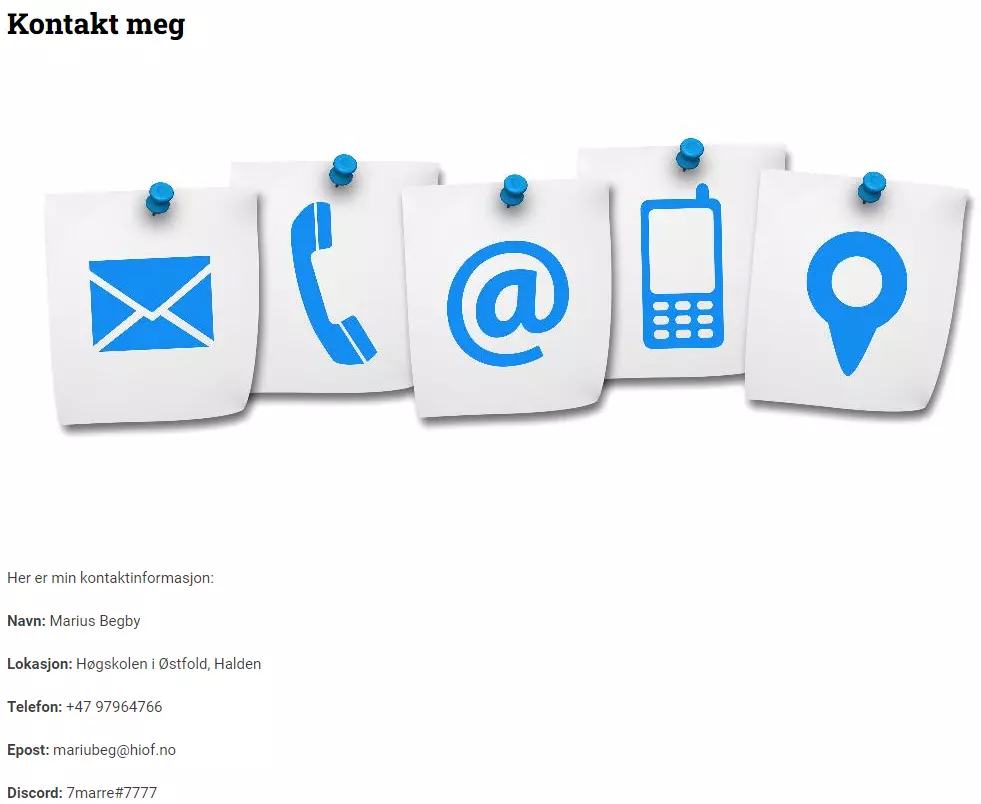 Kontakt meg
Her er min kontaktinformasjon:
Navn: Marius Begby
Lokasjon: Høgskolen i Østfold, Halden
Telefon: +47 97964766
Epost: mariubeg@hiof.no
Discord: 7marre#7777